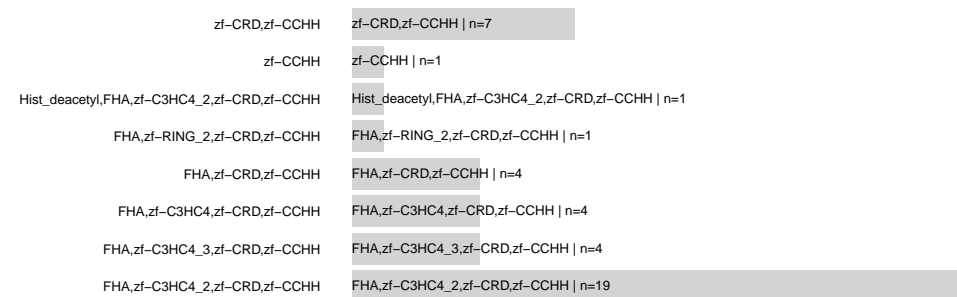 zf−CRD,zf−CCHH zf−CRD,zf−CCHH | n=7
zf−CCHH zf−CCHH | n=1
Hist_deacetyl,FHA,zf−C3HC4_2,zf−CRD,zf−CCHH Hist_deacetyl,FHA,zf−C3HC4_2,zf−CRD,zf−CCHH | n=1
FHA,zf−RING_2,zf−CRD,zf−CCHH FHA,zf−RING_2,zf−CRD,zf−CCHH | n=1
FHA,zf−CRD,zf−CCHH FHA,zf−CRD,zf−CCHH | n=4
FHA,zf−C3HC4,zf−CRD,zf−CCHH FHA,zf−C3HC4,zf−CRD,zf−CCHH | n=4
FHA,zf−C3HC4_3,zf−CRD,zf−CCHH FHA,zf−C3HC4_3,zf−CRD,zf−CCHH | n=4
FHA,zf−C3HC4_2,zf−CRD,zf−CCHH FHA,zf−C3HC4_2,zf−CRD,zf−CCHH | n=19